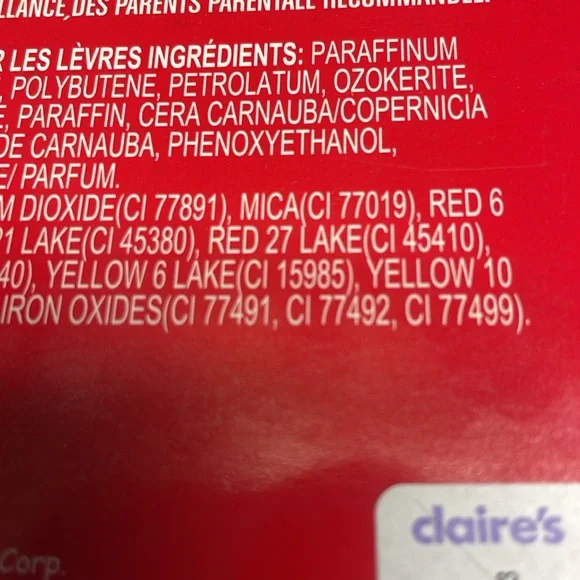 DES PARENTS PARENTALE RECOMMANDÉE.
LES LÈVRES INGRÉDIENTS: PARAFFINUM
, POLYBUTENE, PETROLATUM, OZOKERITE,
, PARAFFIN, CERA CARNAUBA/COPERNICIA
DE CARNAUBA, PHENOXYETHANOL,
/ PARFUM.
M DIOXIDE(CI 77891), MICA(CI 77019), RED 6
21 LAKE(CI 45380), RED 27 LAKE(CI 45410),
40), YELLOW 6 LAKE(CI 15985), YELLOW 10
IRON OXIDES(CI 77491, CI 77492, CI 77499).
claire's
Corp.